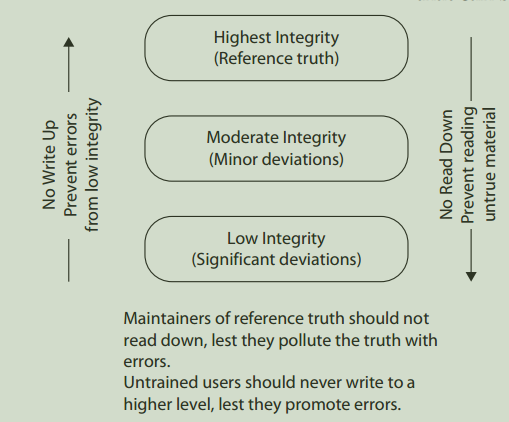 Highest Integrity
(Reference truth)
No Write Up
Prevent errors
from low integrity
Moderate Integrity
(Minor deviations)
No Read Down
Prevent reading
untrue material
Low Integrity
(Significant deviations)
Maintainers of reference truth should not
read down, lest they pollute the truth with
errors.
Untrained users should never write to a
higher level, lest they promote errors.